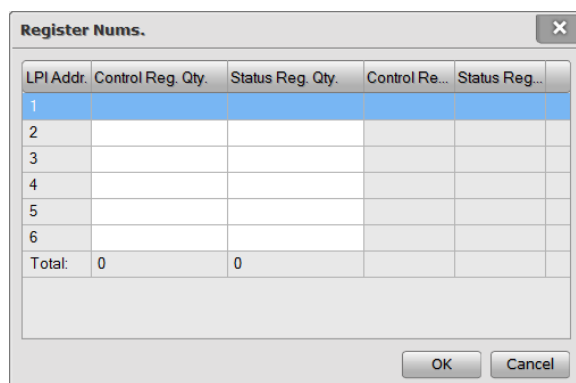 Register Nums.
LPI Addr. Control Reg. Qty. Status Reg. Qty. Control Re... Status Reg...
1
2
3
4
5
6
Total: 0 0
OK Cancel